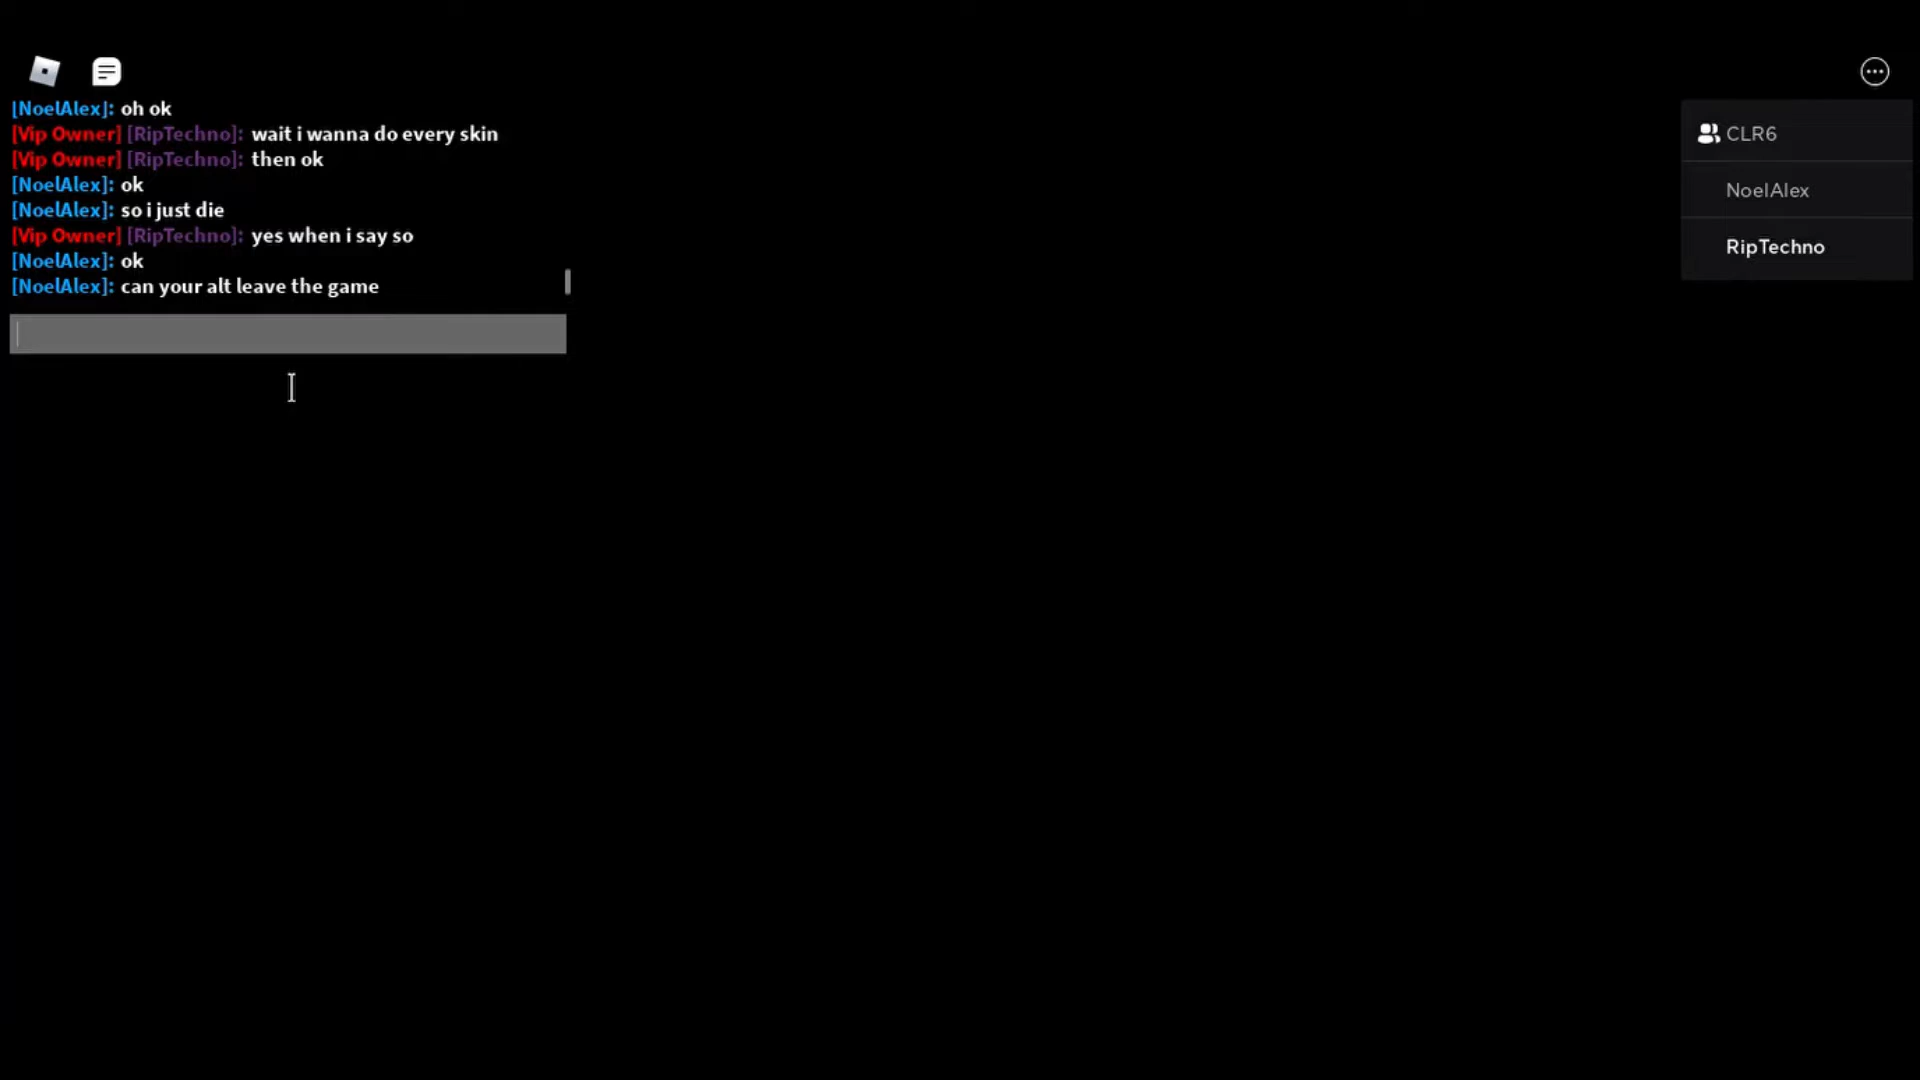 [NoelAlex]: oh ok
[Vip Owner] [RipTechno]: wait i wanna do every skin
[Vip Owner] [RipTechno]: then ok
[NoelAlex]: ok
[NoelAlex]: so i just die
[Vip Owner] [RipTechno]: yes when i say so
[NoelAlex]: ok
[NoelAlex]: can your alt leave the game
CLR6
NoelAlex
RipTechno